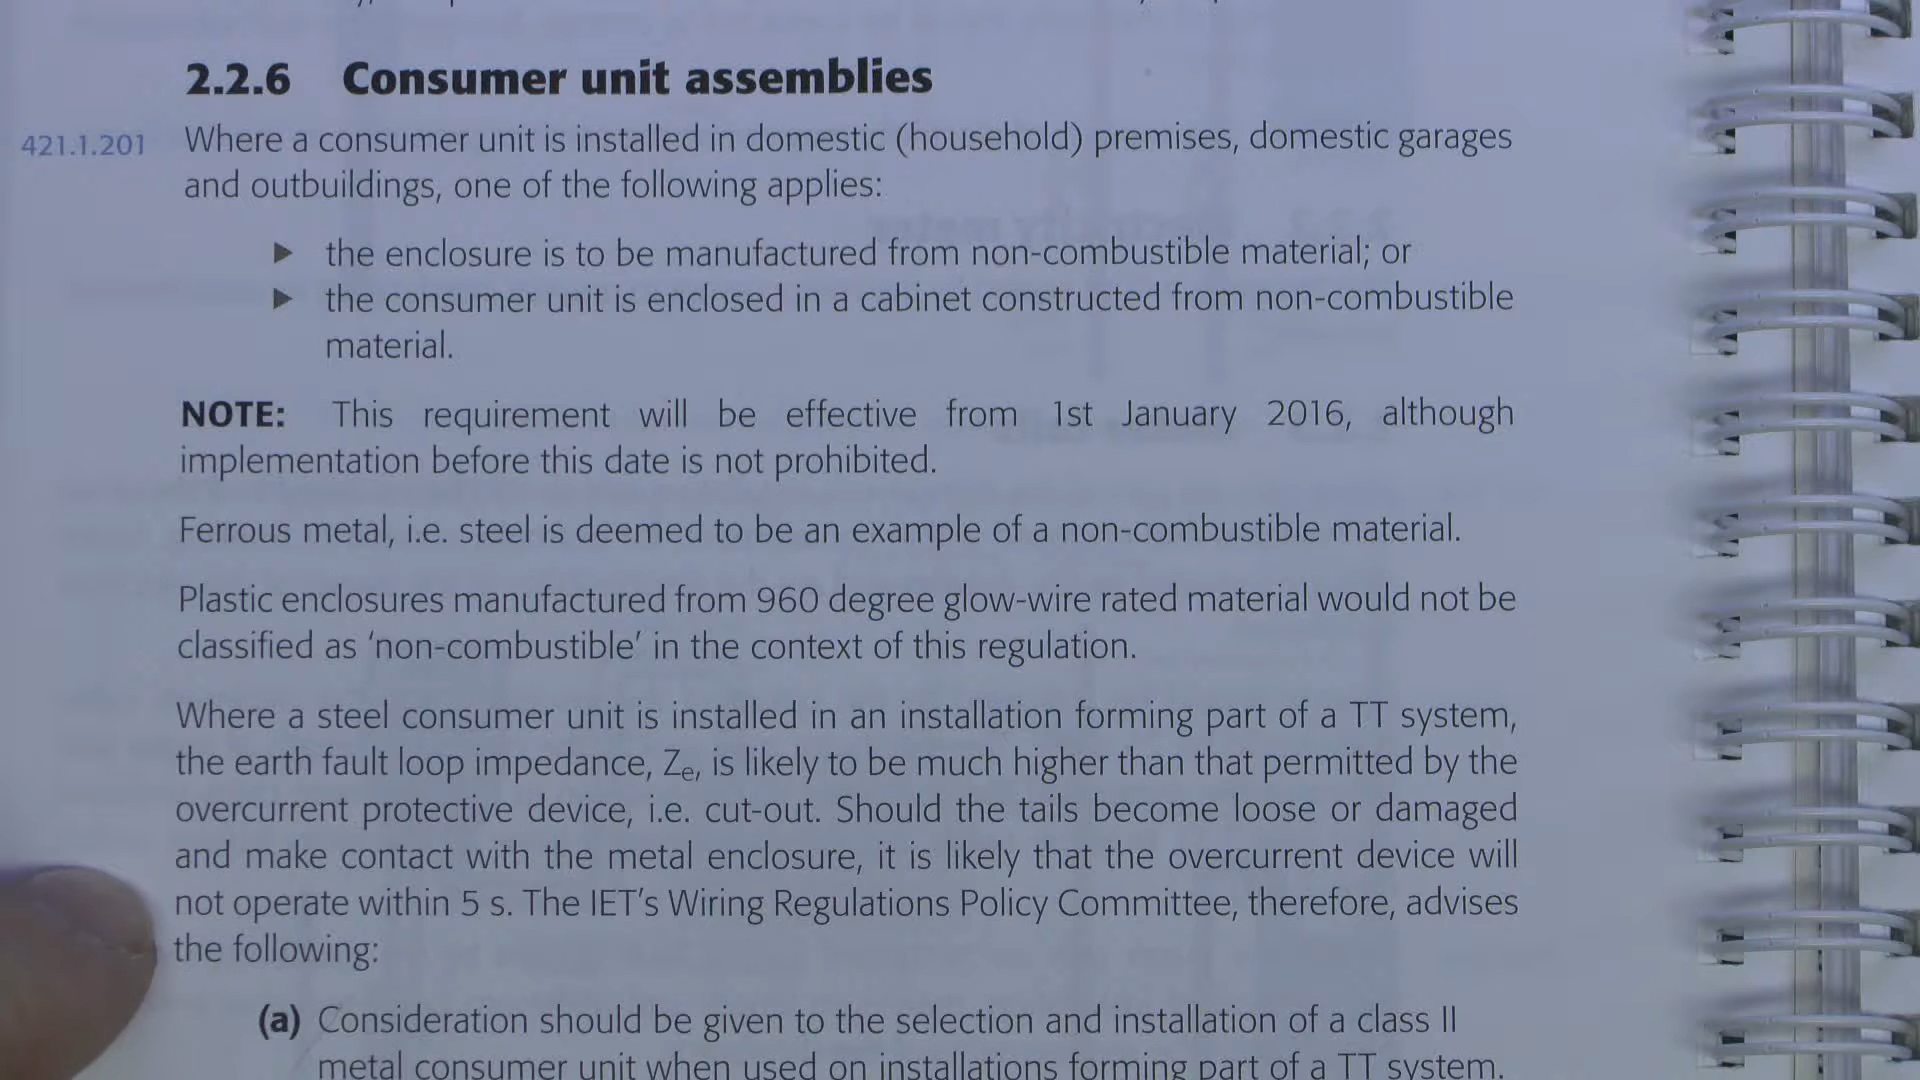 2.2.6 Consumer unit assemblies
421.1.201 Where a consumer unit is installed in domestic (household) premises, domestic garages
and outbuildings, one of the following applies:
▶ the enclosure is to be manufactured from non-combustible material; or
▶ the consumer unit is enclosed in a cabinet constructed from non-combustible
material.
NOTE: This requirement will be effective from 1st January 2016, although
implementation before this date is not prohibited.
Ferrous metal, i.e. steel is deemed to be an example of a non-combustible material.
Plastic enclosures manufactured from 960 degree glow-wire rated material would not be
classified as 'non-combustible' in the context of this regulation.
Where a steel consumer unit is installed in an installation forming part of a TT system,
the earth fault loop impedance, Ze, is likely to be much higher than that permitted by the
overcurrent protective device, i.e. cut-out. Should the tails become loose or damaged
and make contact with the metal enclosure, it is likely that the overcurrent device will
not operate within 5 s. The IET's Wiring Regulations Policy Committee, therefore, advises
the following:
(a) Consideration should be given to the selection and installation of a class II
metal consumer unit when used on installations forming part of a TT system.